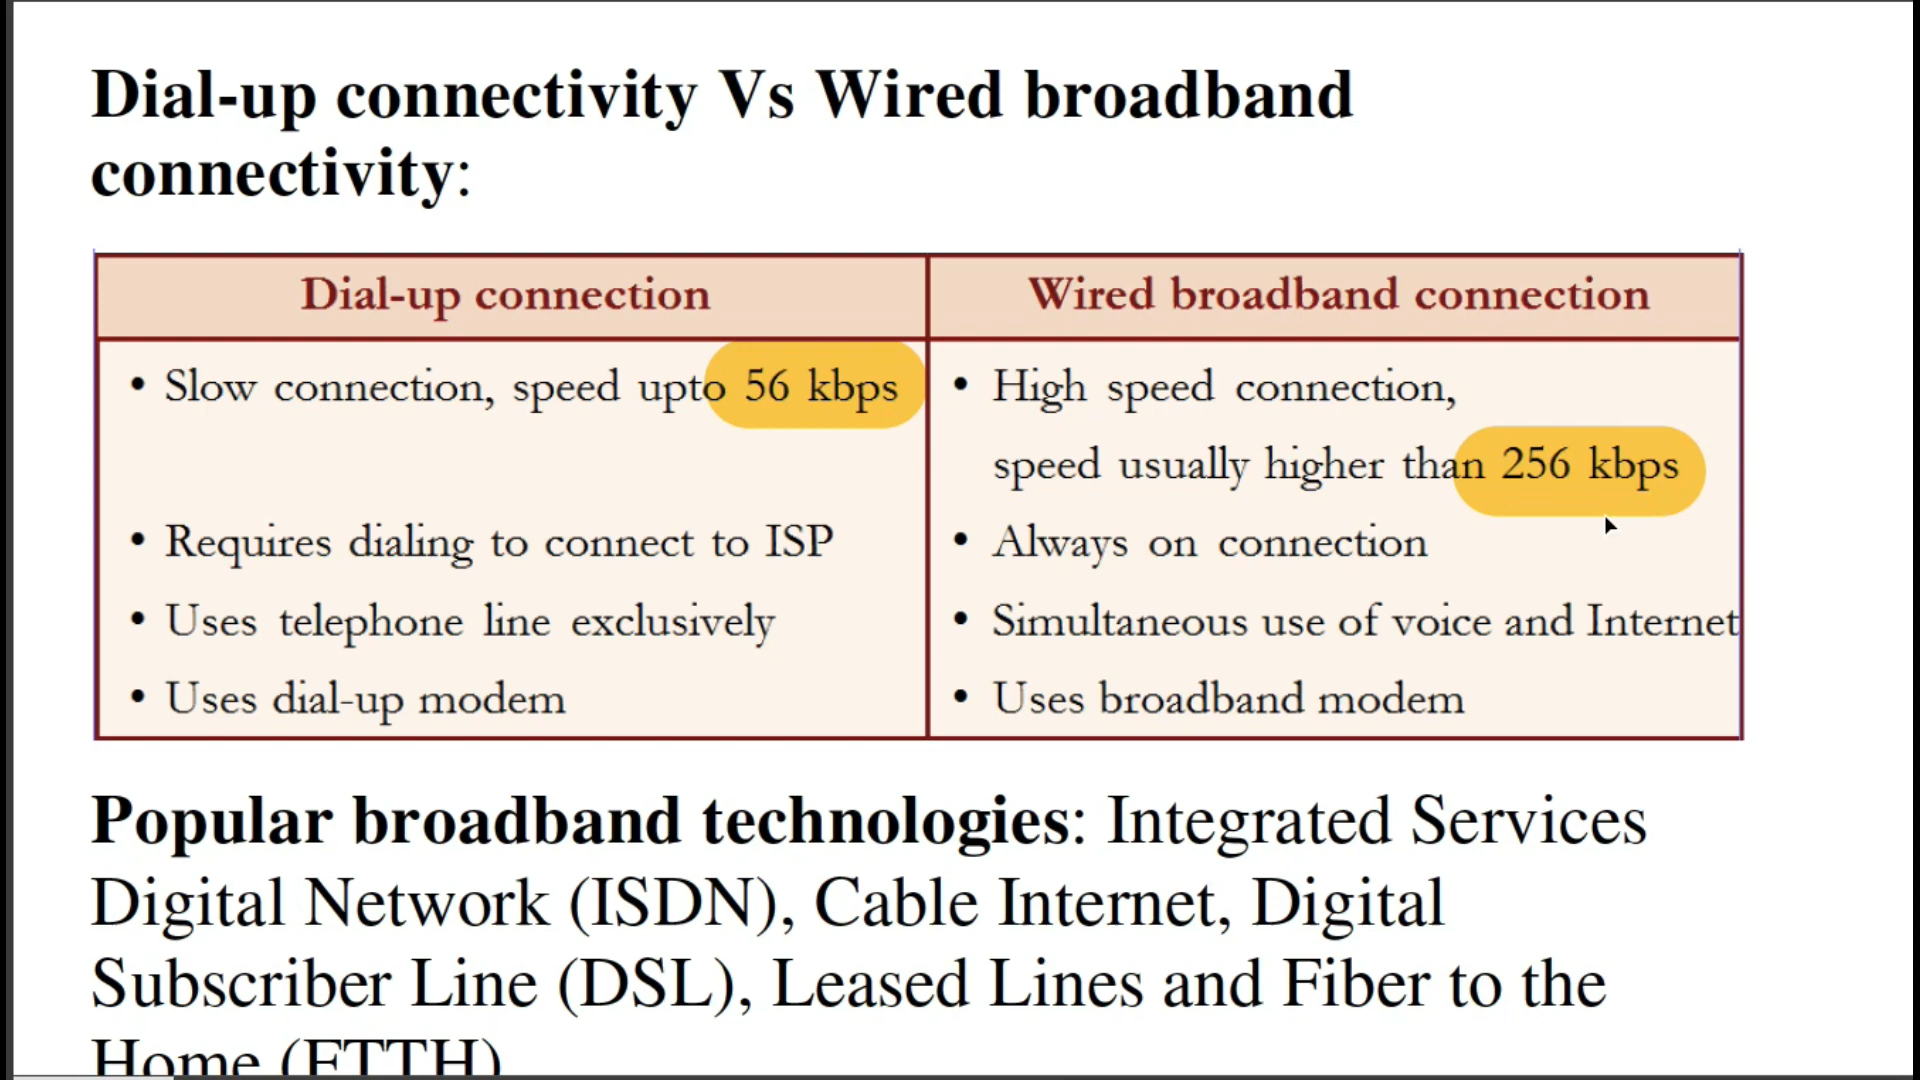 Dial-up connectivity Vs Wired broadband
connectivity:
Dial-up connection
Wired broadband connection
• Slow connection, speed upto 56 kbps
• Requires dialing to connect to ISP
• Uses telephone line exclusively
• Uses dial-up modem
• High speed connection,
speed usually higher than 256 kbps
• Always on connection
• Simultaneous use of voice and Internet
• Uses broadband modem
Popular broadband technologies: Integrated Services
Digital Network (ISDN), Cable Internet, Digital
Subscriber Line (DSL), Leased Lines and Fiber to the
Home (FTTH)